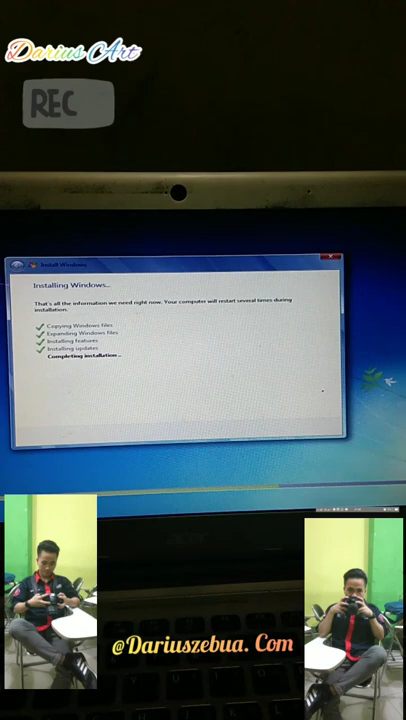 Darius Art
REC
Install Windows
Installing Windows...
That's all the information we need right now. Your computer will restart several times during
installation.
Copying Windows files
Expanding Windows files
Installing features
Installing updates
Completing installation ...
@Dariuszebua. Com